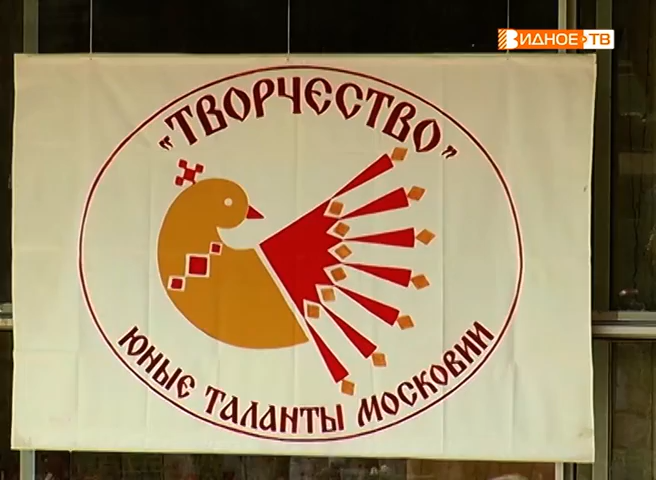 ВИДНОЕ ТВ
"ТВОРЧЕСТВО"
ЮНЫЕ ТАЛАНТЫ МОСКОВИИ